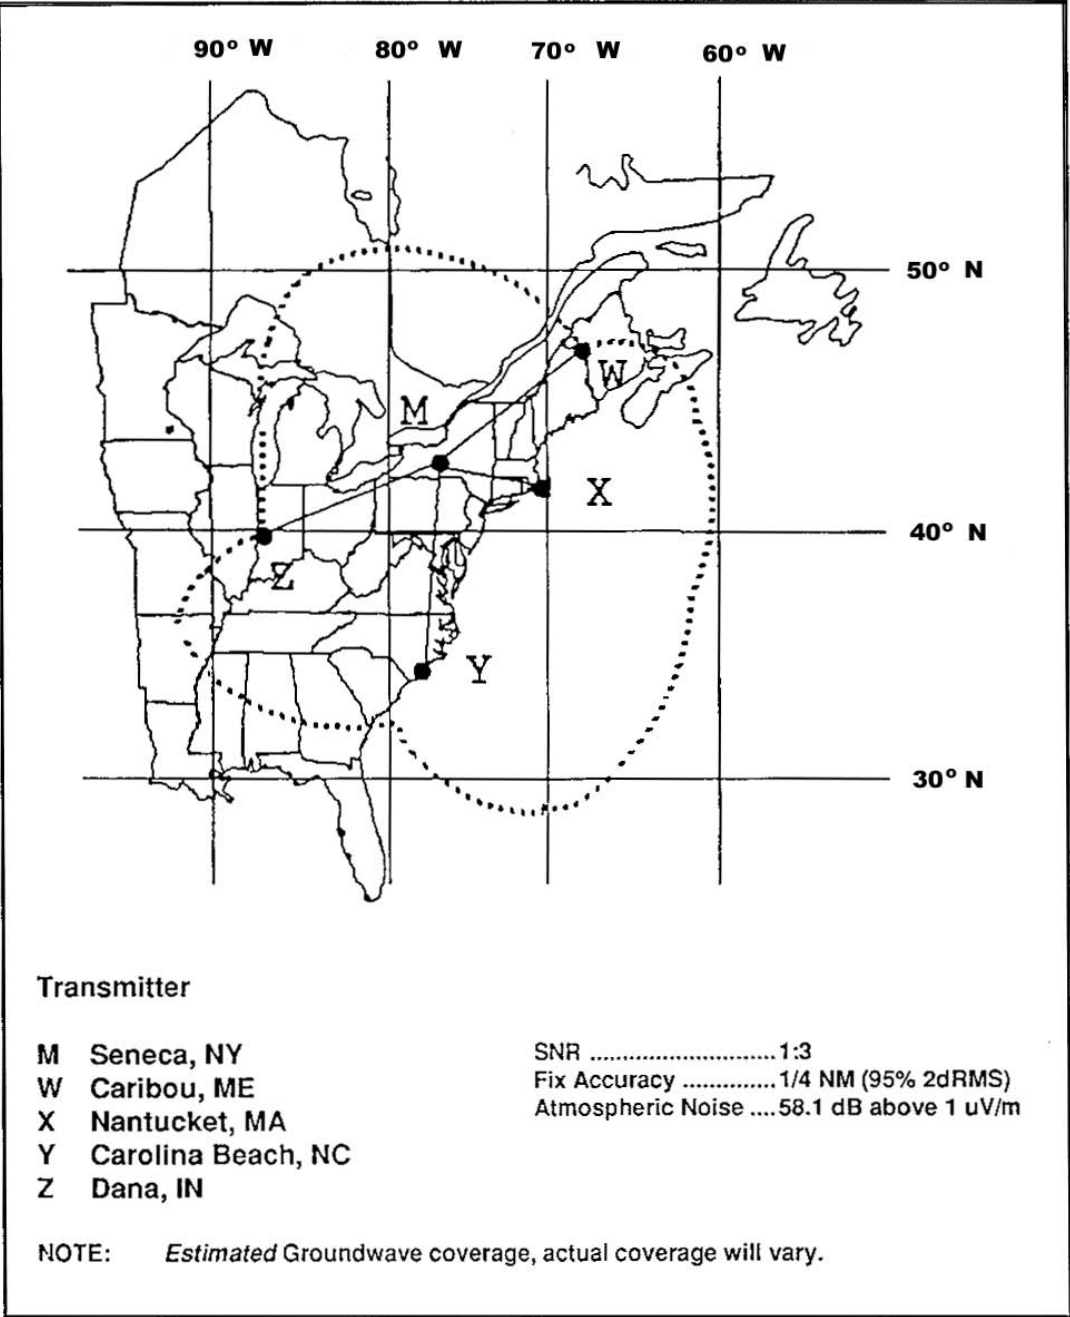 90° W 80° W 70° W 60° W
50° N
W
M
X
40° N
Z
Y
30° N
Transmitter
M Seneca, NY
W Caribou, ME
X Nantucket, MA
Y Carolina Beach, NC
Z Dana, IN
SNR ............................1:3
Fix Accuracy ..............1/4 NM (95% 2dRMS)
Atmospheric Noise ....58.1 dB above 1 uV/m
NOTE: Estimated Groundwave coverage, actual coverage will vary.